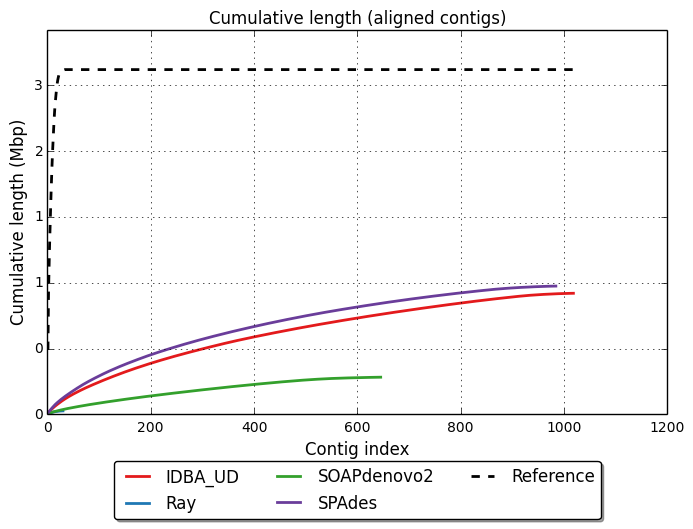 Cumulative length (aligned contigs)
Cumulative length (Mbp)
3
2
1
1
0
0
0 200 400 600 800 1000 1200
Contig index
IDBA_UD SOAPdenovo2 Reference
Ray SPAdes